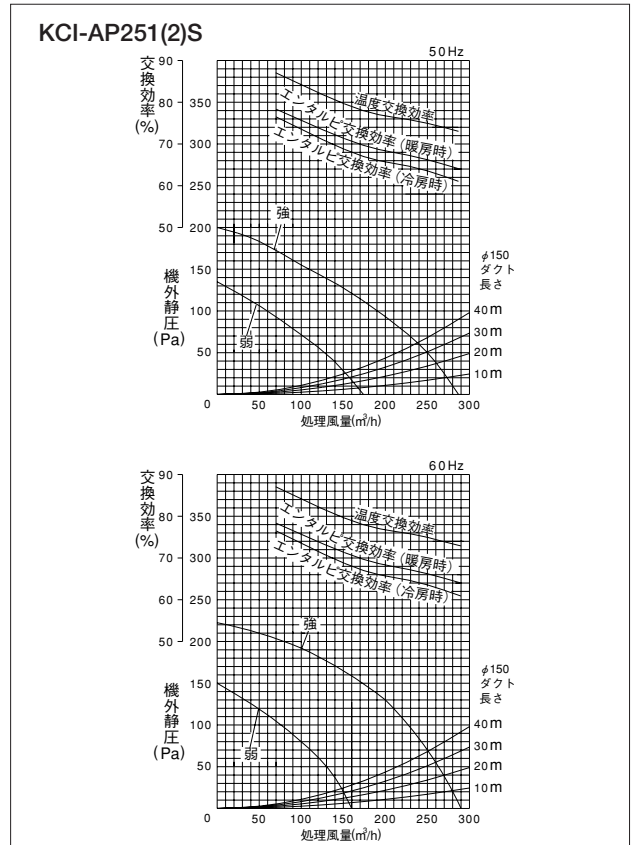 KCI-AP251(2)S
50Hz
交換効率(%)
90
80
70
60
50
350
300
250
200
150
100
50
0
機外静圧(Pa)
温度交換効率
エンタルピ交換効率(暖房時)
エンタルピ交換効率(冷房時)
強
弱
φ150
ダクト
長さ
40m
30m
20m
10m
0 50 100 150 200 250 300
処理風量(m³/h)
60Hz
交換効率(%)
90
80
70
60
50
350
300
250
200
150
100
50
0
機外静圧(Pa)
温度交換効率
エンタルピ交換効率(暖房時)
エンタルピ交換効率(冷房時)
強
弱
φ150
ダクト
長さ
40m
30m
20m
10m
0 50 100 150 200 250 300
処理風量(m³/h)